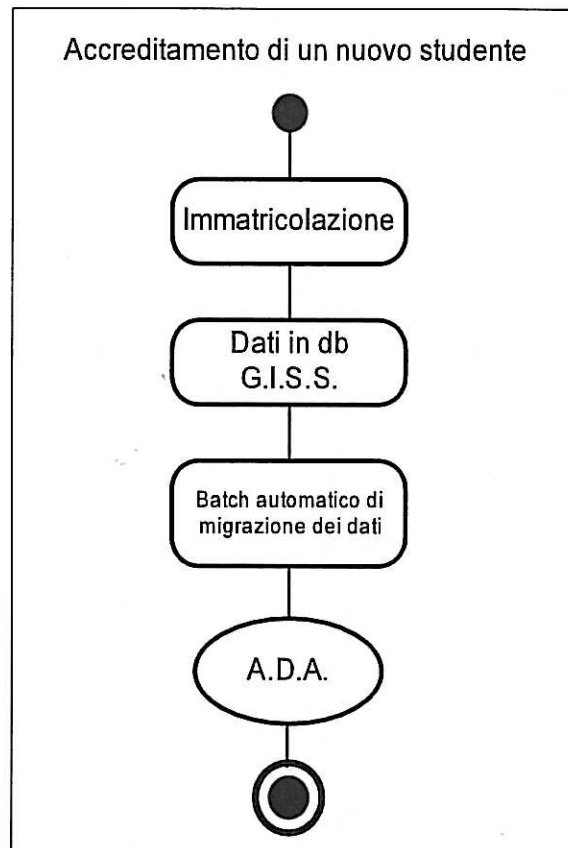 Accreditamento di un nuovo studente
Immatricolazione
Dati in db
G.I.S.S.
Batch automatico di
migrazione dei dati
A.D.A.